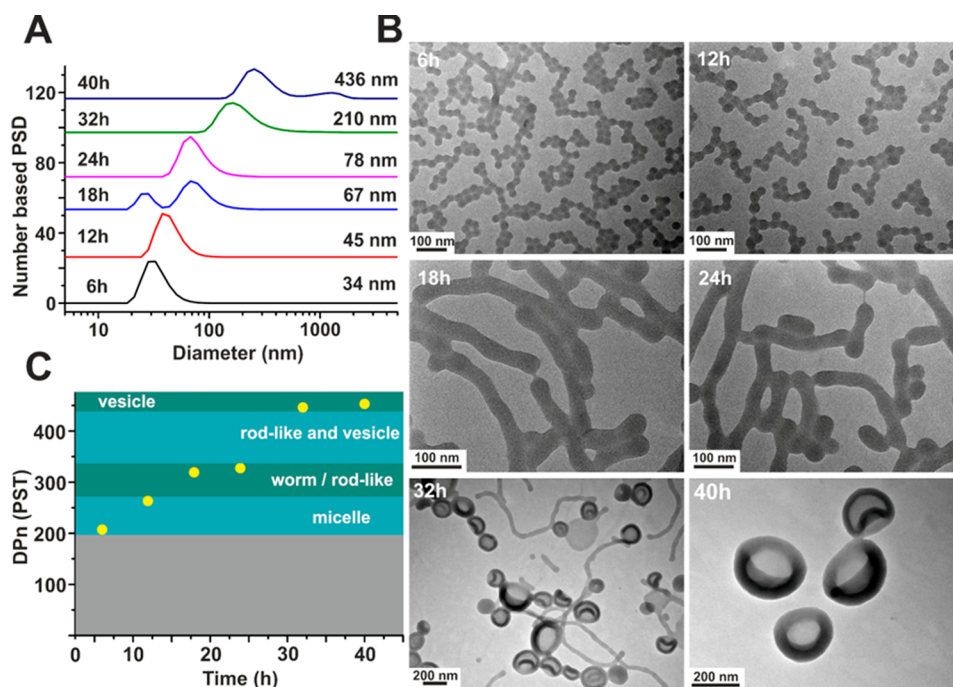 A
Number based PSD
120
80
40
0
40h 436 nm
32h 210 nm
24h 78 nm
18h 67 nm
12h 45 nm
6h 34 nm
10 100 1000
Diameter (nm)
B
6h
100 nm
12h
100 nm
18h
100 nm
24h
100 nm
32h
200 nm
40h
200 nm
C
DPn (PST)
400
300
200
100
vesicle
rod-like and vesicle
worm / rod-like
micelle
0 10 20 30 40
Time (h)